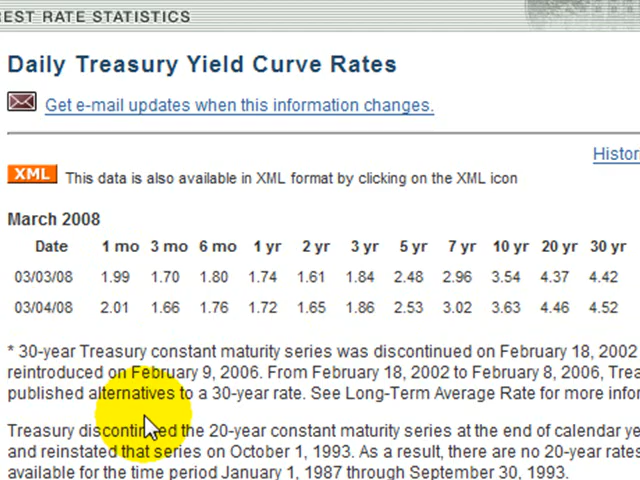 EST RATE STATISTICS
Daily Treasury Yield Curve Rates
Get e-mail updates when this information changes.
Histor
XML This data is also available in XML format by clicking on the XML icon
March 2008
Date 1 mo 3 mo 6 mo 1 yr 2 yr 3 yr 5 yr 7 yr 10 yr 20 yr 30 yr
03/03/08 1.99 1.70 1.80 1.74 1.61 1.84 2.48 2.96 3.54 4.37 4.42
03/04/08 2.01 1.66 1.76 1.72 1.65 1.86 2.53 3.02 3.63 4.46 4.52
* 30-year Treasury constant maturity series was discontinued on February 18, 2002
reintroduced on February 9, 2006. From February 18, 2002 to February 8, 2006, Trea
published alternatives to a 30-year rate. See Long-Term Average Rate for more infor
Treasury discontinued the 20-year constant maturity series at the end of calendar ye
and reinstated that series on October 1, 1993. As a result, there are no 20-year rates
available for the time period January 1, 1987 through September 30, 1993.